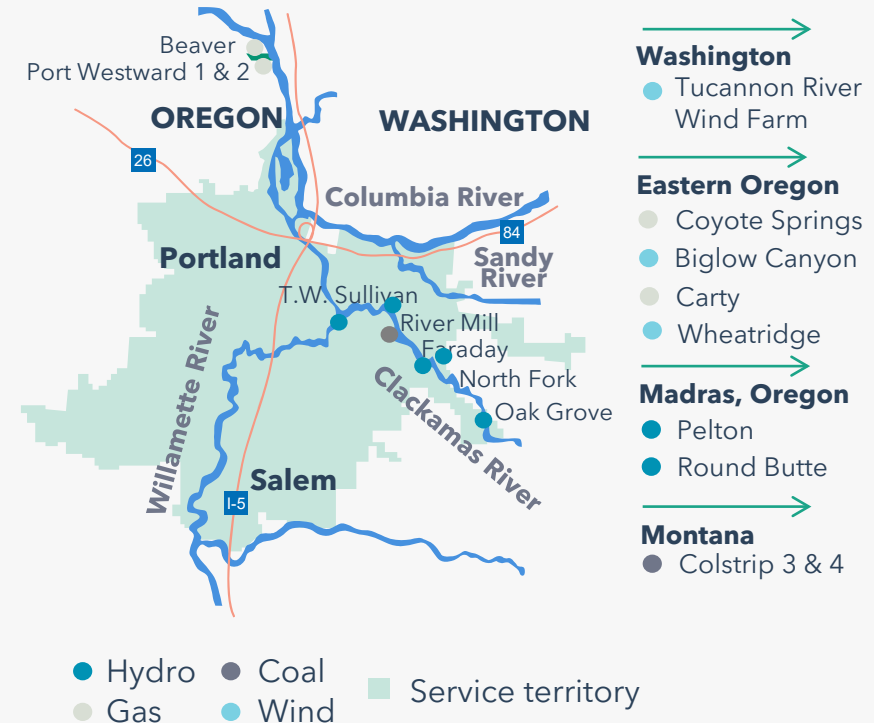 Beaver
Port Westward 1 & 2
OREGON
WASHINGTON
26
Columbia River
84
Portland
Sandy
River
T.W. Sullivan
River Mill
Faraday
North Fork
Oak Grove
Willamette River
Clackamas River
Salem
I-5
Washington
Tucannon River
Wind Farm
Eastern Oregon
Coyote Springs
Biglow Canyon
Carty
Wheatridge
Madras, Oregon
Pelton
Round Butte
Montana
Colstrip 3 & 4
Hydro
Coal
Service territory
Gas
Wind